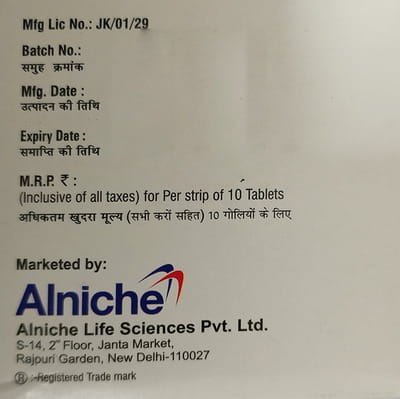 Mfg Lic No.: JK/01/29
Batch No.:
समुह क्रमांक
Mfg. Date :
उत्पादन की तिथि
Expiry Date :
समाप्ति की तिथि
M.R.P. ₹ :
(Inclusive of all taxes) for Per strip of 10 Tablets
अधिकतम खुदरा मूल्य (सभी करों सहित) 10 गोलियों के लिए
Marketed by:
Alniche
Alniche Life Sciences Pvt. Ltd.
S-14, 2" Floor, Janta Market,
Rajouri Garden, New Delhi-110027
® :-Registered Trade mark